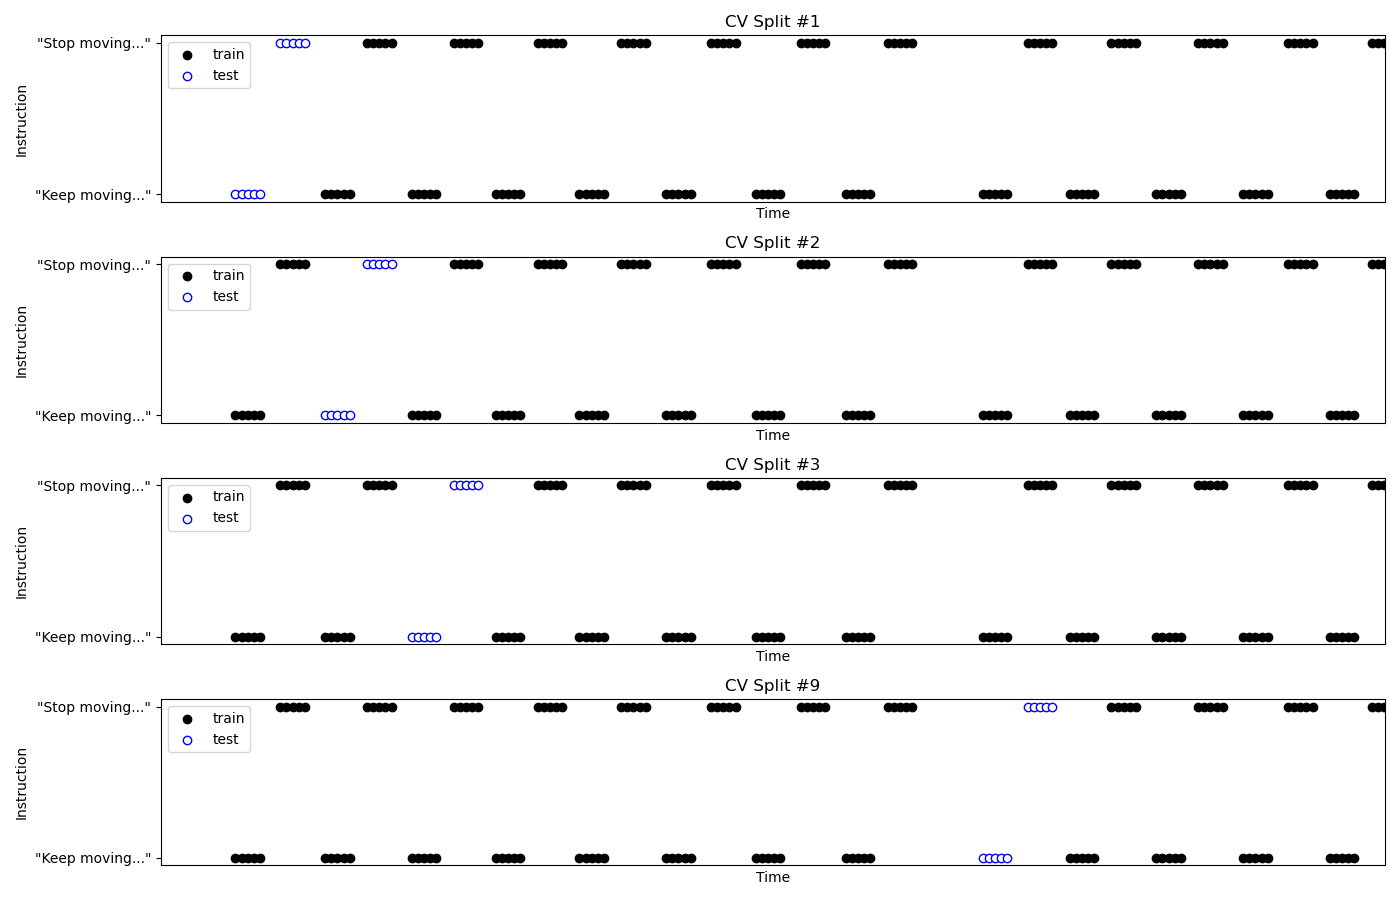 CV Split #1
"Stop moving..."
train
test
Instruction
"Keep moving..."
Time
CV Split #2
"Stop moving..."
train
test
Instruction
"Keep moving..."
Time
CV Split #3
"Stop moving..."
train
test
Instruction
"Keep moving..."
Time
CV Split #9
"Stop moving..."
train
test
Instruction
"Keep moving..."
Time